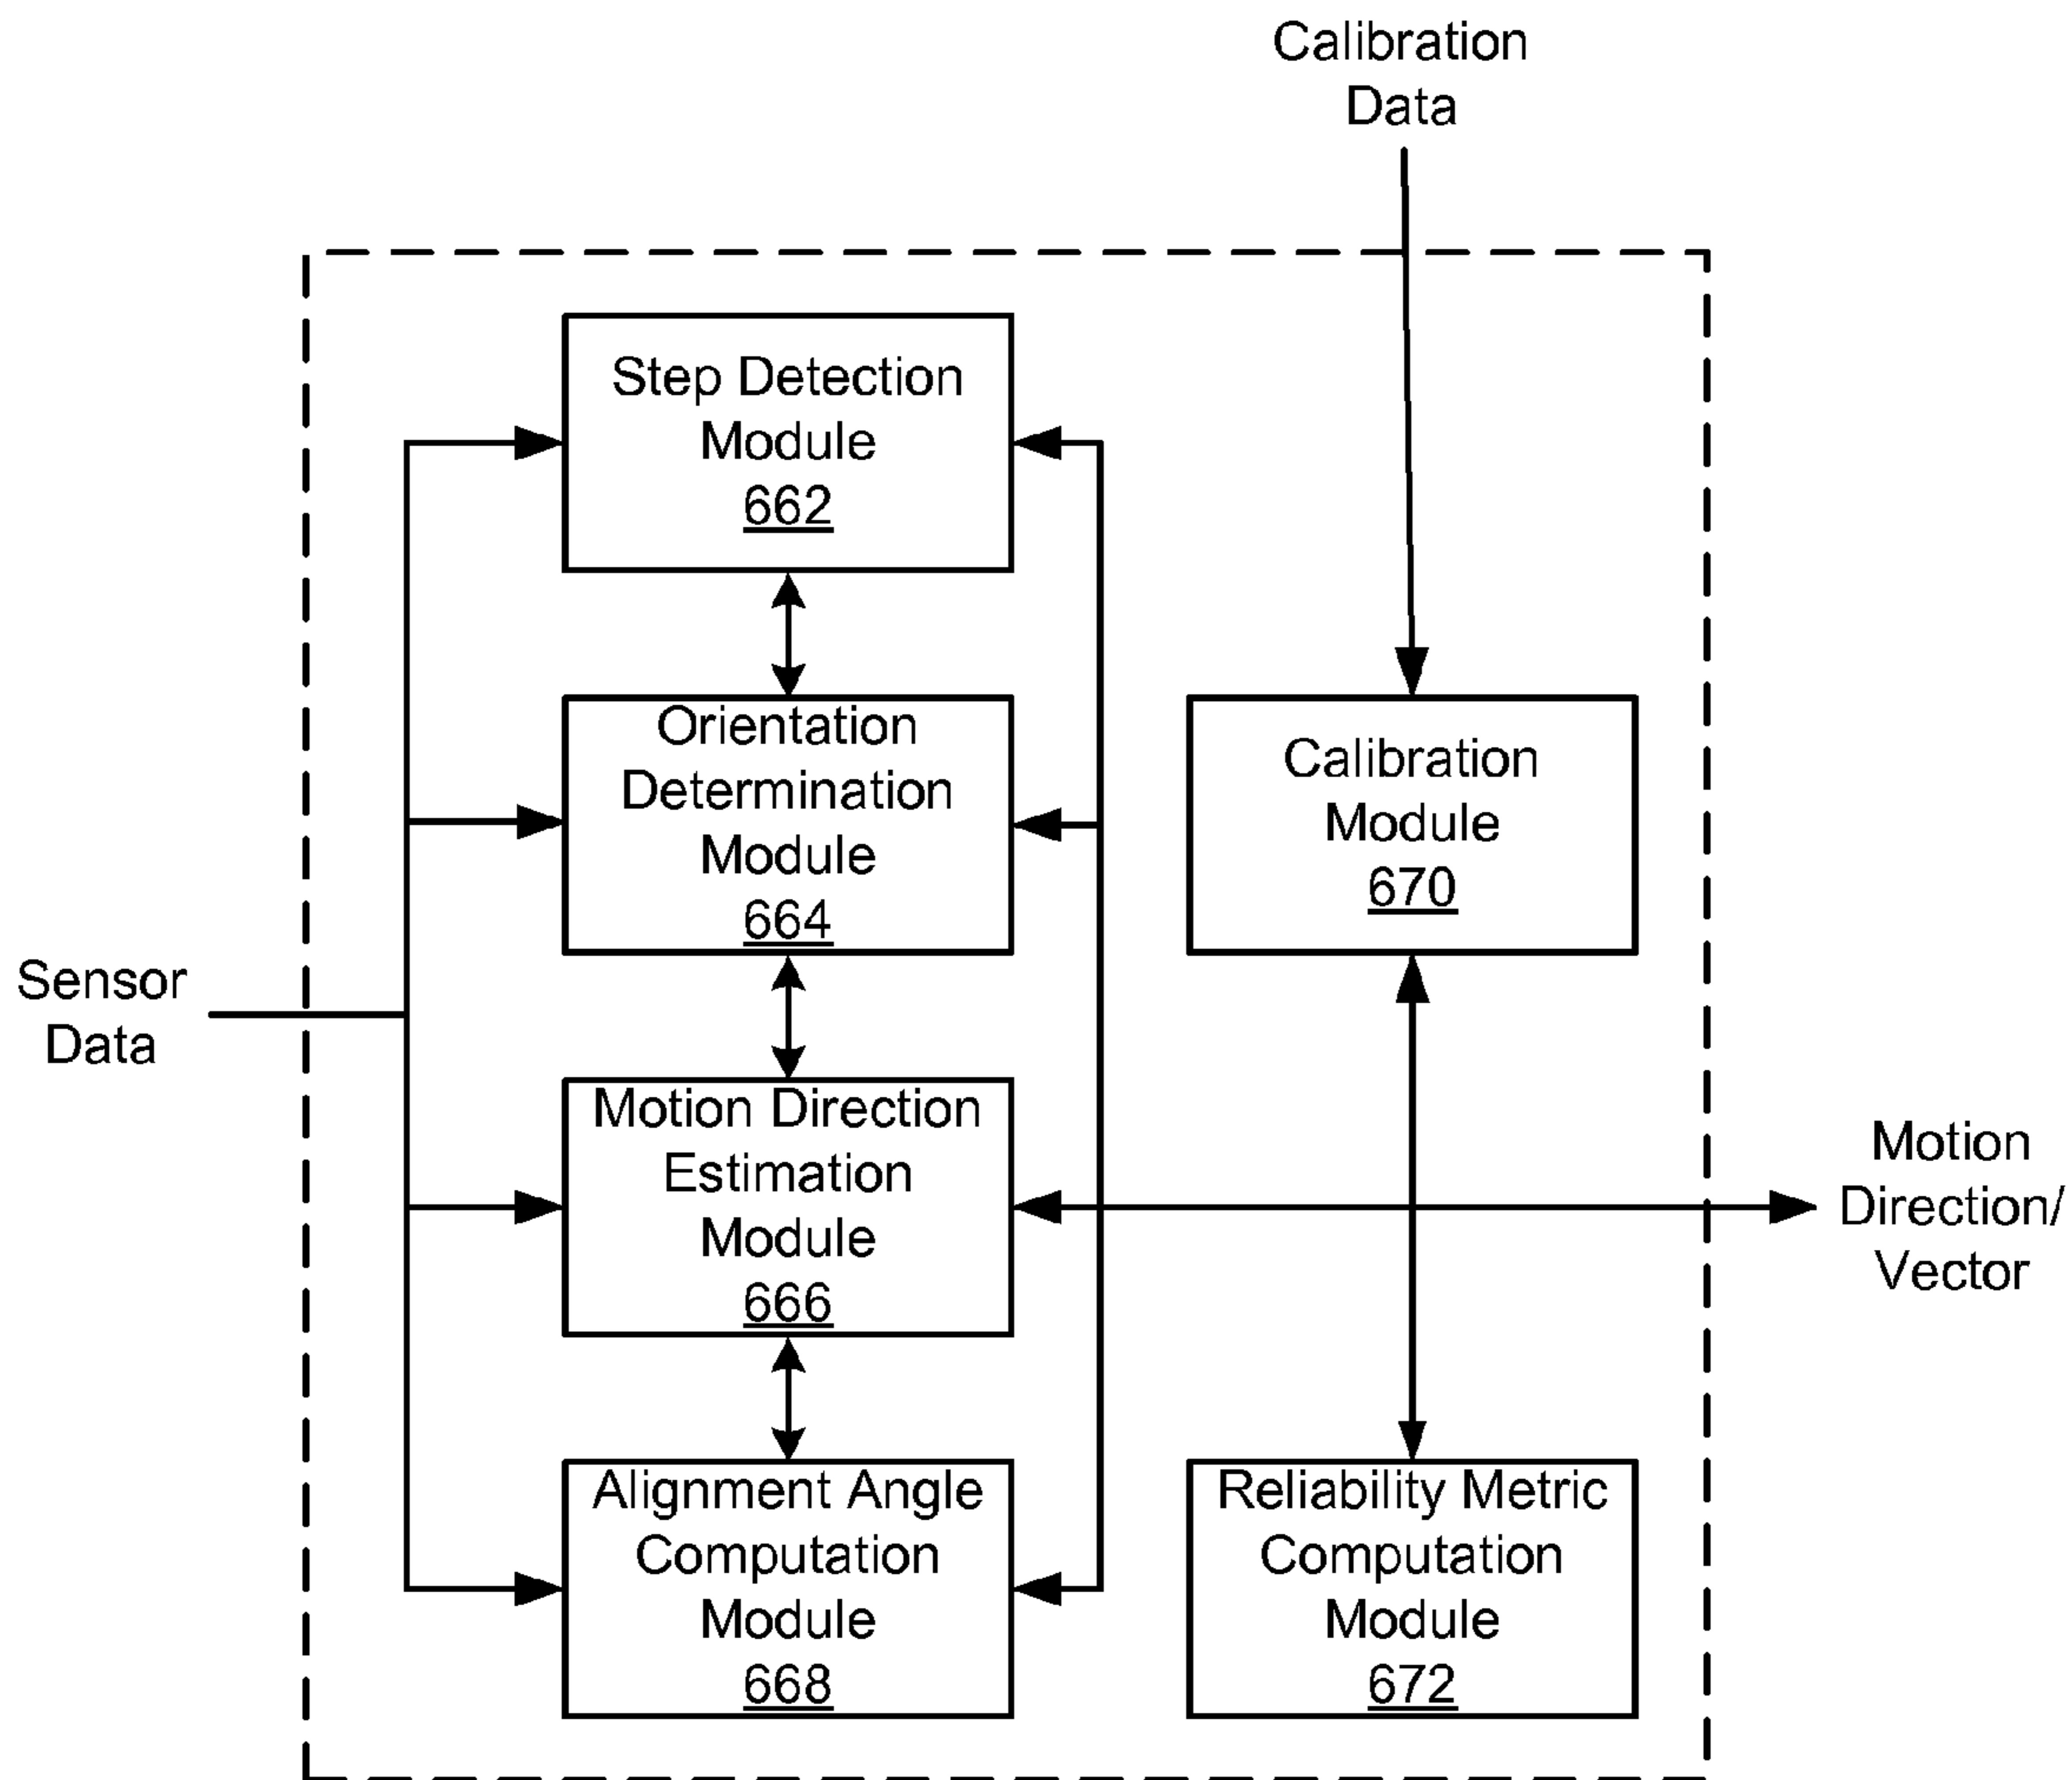 Calibration
Data
Step Detection
Module
662
Orientation
Determination
Module
664
Calibration
Module
670
Sensor
Data
Motion Direction
Estimation
Module
666
Motion
Direction/
Vector
Alignment Angle
Computation
Module
668
Reliability Metric
Computation
Module
672